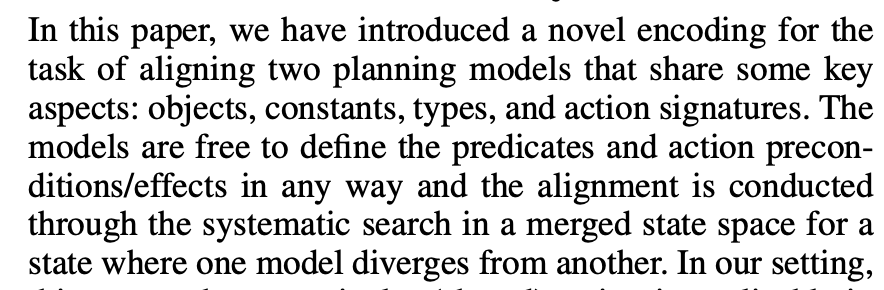 In this paper, we have introduced a novel encoding for the
task of aligning two planning models that share some key
aspects: objects, constants, types, and action signatures. The
models are free to define the predicates and action precon-
ditions/effects in any way and the alignment is conducted
through the systematic search in a merged state space for a
state where one model diverges from another. In our setting,